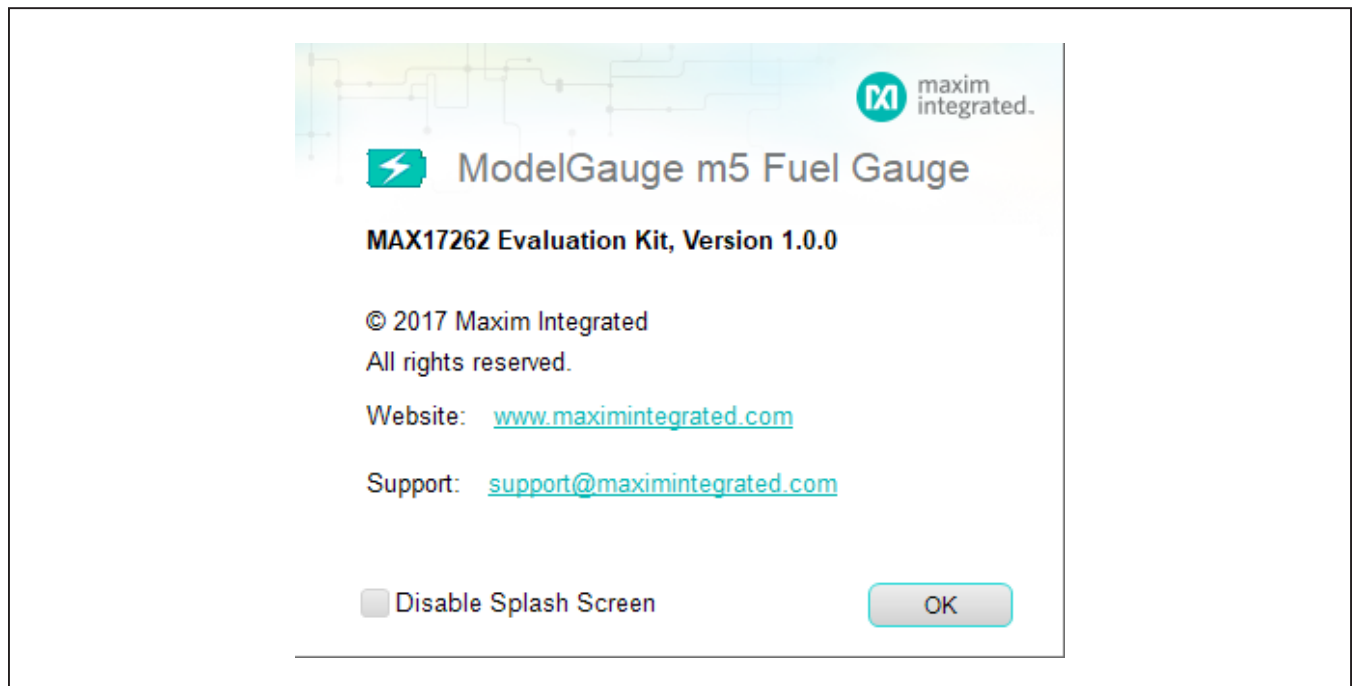 maxim
integrated™
ModelGauge m5 Fuel Gauge
MAX17262 Evaluation Kit, Version 1.0.0
© 2017 Maxim Integrated
All rights reserved.
Website: www.maximintegrated.com
Support: support@maximintegrated.com
Disable Splash Screen
OK